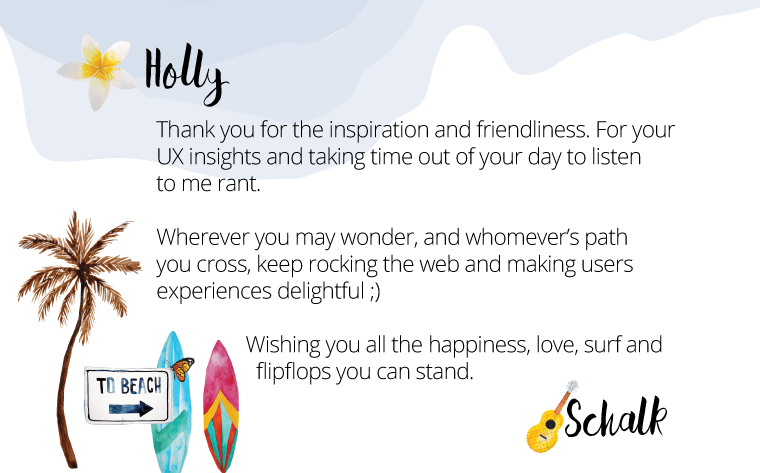 Holly
Thank you for the inspiration and friendliness. For your
UX insights and taking time out of your day to listen
to me rant.
Wherever you may wonder, and whomever's path
you cross, keep rocking the web and making users
experiences delightful ;)
Wishing you all the happiness, love, surf and
flipflops you can stand.
TO BEACH
Schalk